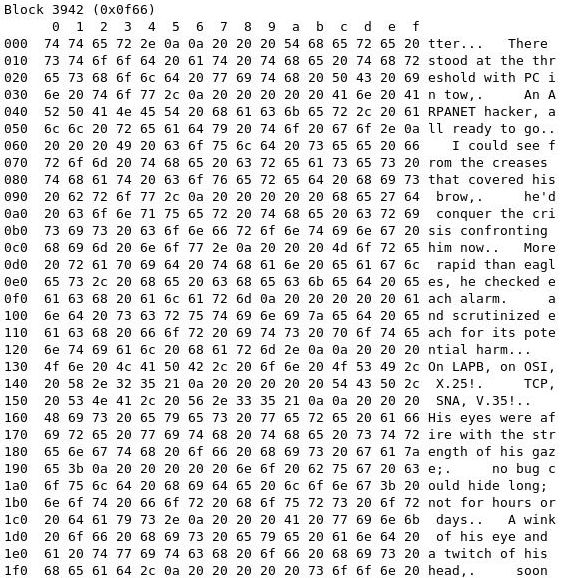 Block 3942 (0x0f66)
0 1 2 3 4 5 6 7 8 9 a b c d e f
000 74 74 65 72 2e 0a 0a 20 20 20 54 68 65 72 65 20 tter... There
010 73 74 6f 6f 64 20 61 74 20 74 68 65 20 74 68 72 stood at the thr
020 65 73 68 6f 6c 64 20 77 69 74 68 20 50 43 20 69 eshold with PC i
030 6e 20 74 6f 77 2c 0a 20 20 20 20 20 41 6e 20 41 n tow,. An A
040 52 50 41 4e 45 54 20 68 61 63 6b 65 72 2c 20 61 RPANET hacker, a
050 6c 6c 20 72 65 61 64 79 20 74 6f 20 67 6f 2e 0a ll ready to go..
060 20 20 20 49 20 63 6f 75 6c 64 20 73 65 65 20 66 I could see f
070 72 6f 6d 20 74 68 65 20 63 72 65 61 73 65 73 20 rom the creases
080 74 68 61 74 20 63 6f 76 65 72 65 64 20 68 69 73 that covered his
090 20 62 72 6f 77 2c 0a 20 20 20 20 20 68 65 27 64 brow,. he'd
0a0 20 63 6f 6e 71 75 65 72 20 74 68 65 20 63 72 69 conquer the cri
0b0 73 69 73 20 63 6f 6e 66 72 6f 6e 74 69 6e 67 20 sis confronting
0c0 68 69 6d 20 6e 6f 77 2e 0a 20 20 20 4d 6f 72 65 him now.. More
0d0 20 72 61 70 69 64 20 74 68 61 6e 20 65 61 67 6c rapid than eagl
0e0 65 73 2c 20 68 65 20 63 68 65 63 6b 65 64 20 65 es, he checked e
0f0 61 63 68 20 61 6c 61 72 6d 0a 20 20 20 20 20 61 ach alarm. a
100 6e 64 20 73 63 72 75 74 69 6e 69 7a 65 64 20 65 nd scrutinized e
110 61 63 68 20 66 6f 72 20 69 74 73 20 70 6f 74 65 ach for its pote
120 6e 74 69 61 6c 20 68 61 72 6d 2e 0a 0a 20 20 20 ntial harm...
130 4f 6e 20 4c 41 50 42 2c 20 6f 6e 20 4f 53 49 2c On LAPB, on OSI,
140 20 58 2e 32 35 21 0a 20 20 20 20 20 54 43 50 2c X.25!. TCP,
150 20 53 4e 41 2c 20 56 2e 33 35 21 0a 0a 20 20 20 SNA, V.35!..
160 48 69 73 20 65 79 65 73 20 77 65 72 65 20 61 66 His eyes were af
170 69 72 65 20 77 69 74 68 20 74 68 65 20 73 74 72 ire with the str
180 65 6e 67 74 68 20 6f 66 20 68 69 73 20 67 61 7a ength of his gaz
190 65 3b 0a 20 20 20 20 20 6e 6f 20 62 75 67 20 63 e;. no bug c
1a0 6f 75 6c 64 20 68 69 64 65 20 6c 6f 6e 67 3b 20 ould hide long;
1b0 6e 6f 74 20 66 6f 72 20 68 6f 75 72 73 20 6f 72 not for hours or
1c0 20 64 61 79 73 2e 0a 20 20 20 41 20 77 69 6e 6b days.. A wink
1d0 20 6f 66 20 68 69 73 20 65 79 65 20 61 6e 64 20 of his eye and
1e0 61 20 74 77 69 74 63 68 20 6f 66 20 68 69 73 20 a twitch of his
1f0 68 65 61 64 2c 0a 20 20 20 20 20 73 6f 6f 6e 20 head,. soon